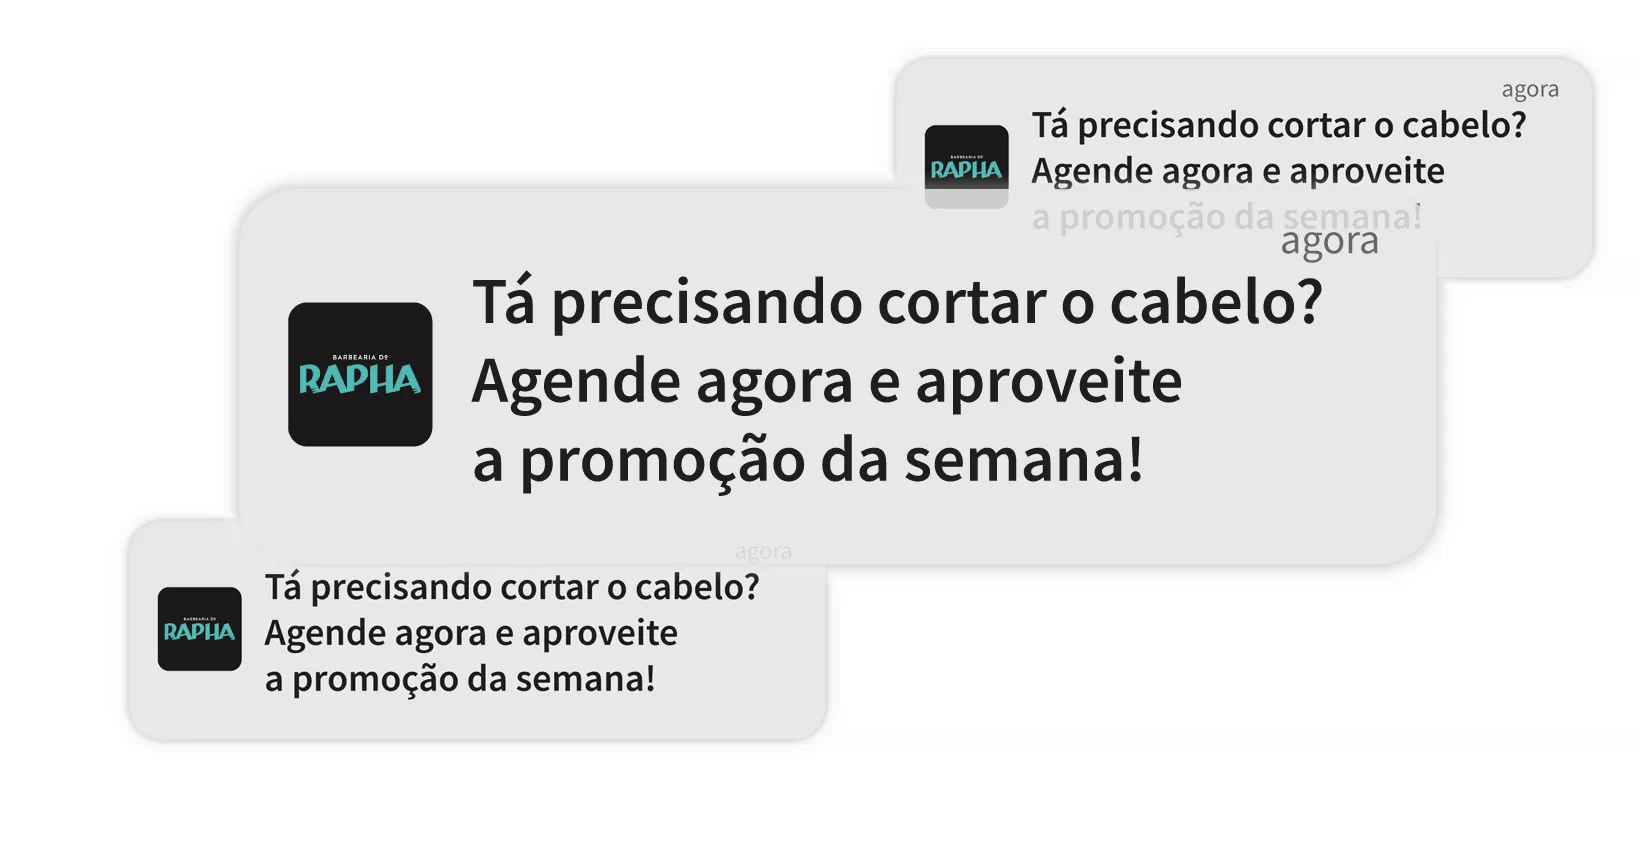 agora
Tá precisando cortar o cabelo?
Agende agora e aproveite
a promoção da semana!
BARBEARIA DO
RAPHA
agora
Tá precisando cortar o cabelo?
Agende agora e aproveite
a promoção da semana!
BARBEARIA DO
RAPHA
agora
Tá precisando cortar o cabelo?
Agende agora e aproveite
a promoção da semana!
BARBEARIA DO
RAPHA